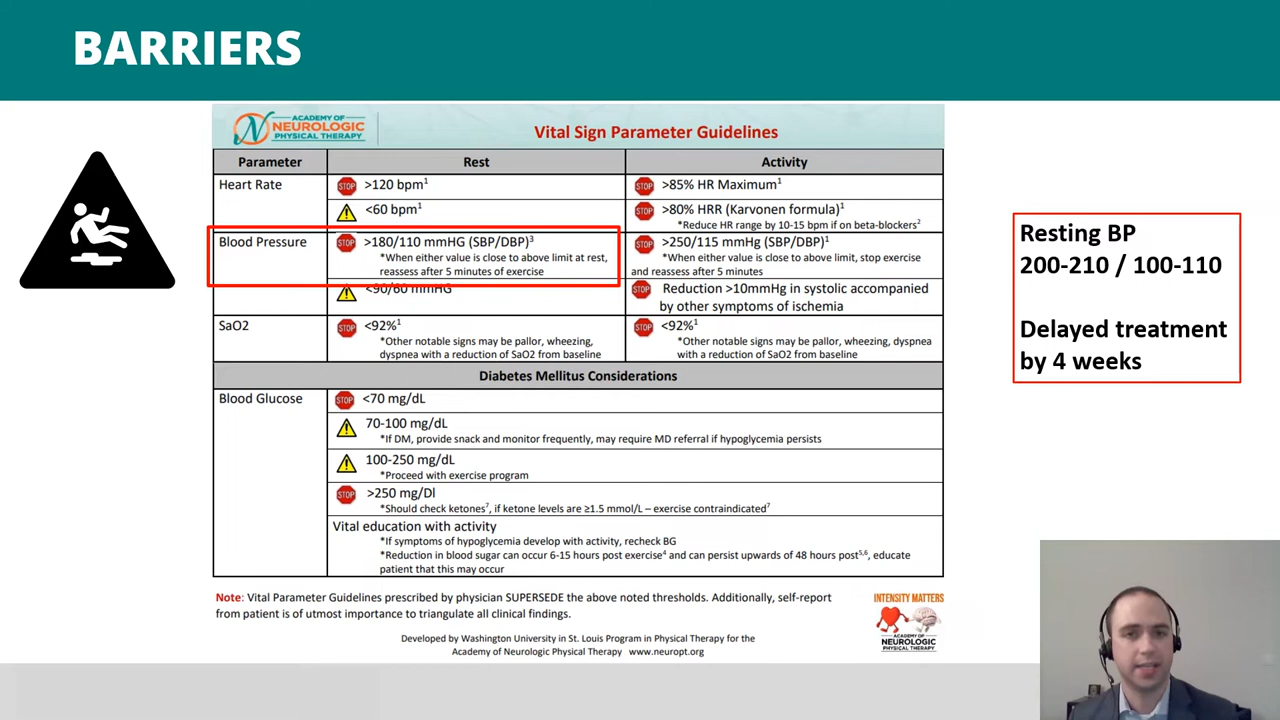 BARRIERS
ACADEMY OF
NEUROLOGIC
PHYSICAL THERAPY
Vital Sign Parameter Guidelines
Parameter Rest Activity
Heart Rate
STOP >120 bpm1
STOP >85% HR Maximum1
<60 bpm1
STOP >80% HRR (Karvonen formula)1
*Reduce HR range by 10-15 bpm if on beta-blockers2
Blood Pressure
STOP >180/110 mmHG (SBP/DBP)3
*When either value is close to above limit at rest,
reassess after 5 minutes of exercise
STOP >250/115 mmHg (SBP/DBP)1
*When either value is close to above limit, stop exercise
and reassess after 5 minutes
<90/60 mmHG
STOP Reduction >10mmHg in systolic accompanied
by other symptoms of ischemia
SaO2
STOP <92%1
*Other notable signs may be pallor, wheezing,
dyspnea with a reduction of SaO2 from baseline
STOP <92%1
*Other notable signs may be pallor, wheezing, dyspnea
with a reduction of SaO2 from baseline
Diabetes Mellitus Considerations
Blood Glucose
STOP <70 mg/dL
70-100 mg/dL
*If DM, provide snack and monitor frequently, may require MD referral if hypoglycemia persists
100-250 mg/dL
*Proceed with exercise program
STOP >250 mg/Dl
*Should check ketones7, if ketone levels are ≥1.5 mmol/L – exercise contraindicated7
Vital education with activity
*If symptoms of hypoglycemia develop with activity, recheck BG
*Reduction in blood sugar can occur 6-15 hours post exercise4 and can persist upwards of 48 hours post5,6, educate
patient that this may occur
Note: Vital Parameter Guidelines prescribed by physician SUPERSEDE the above noted thresholds. Additionally, self-report
from patient is of utmost importance to triangulate all clinical findings.
Developed by Washington University in St. Louis Program in Physical Therapy for the
Academy of Neurologic Physical Therapy www.neuropt.org
INTENSITY MATTERS
ACADEMY OF
NEUROLOGIC
PHYSICAL THERAPY
Resting BP
200-210 / 100-110
Delayed treatment
by 4 weeks